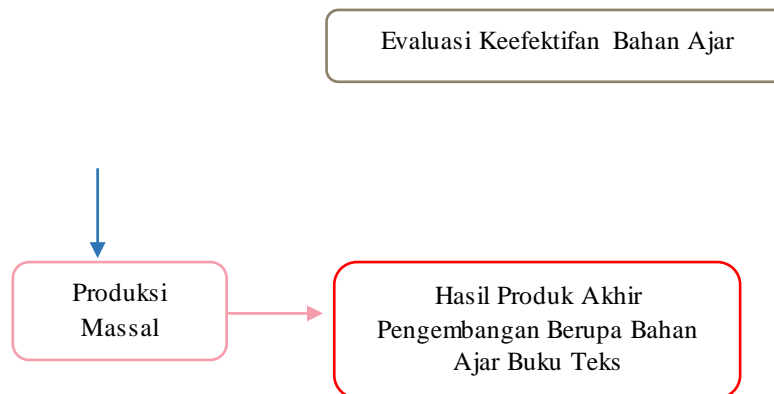 Evaluasi Keefektifan Bahan Ajar
Produksi
Massal
Hasil Produk Akhir
Pengembangan Berupa Bahan
Ajar Buku Teks